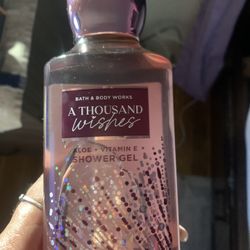 BATH & BODY WORKS
A THOUSAND
wishes
ALOE + VITAMIN E
SHOWER GEL